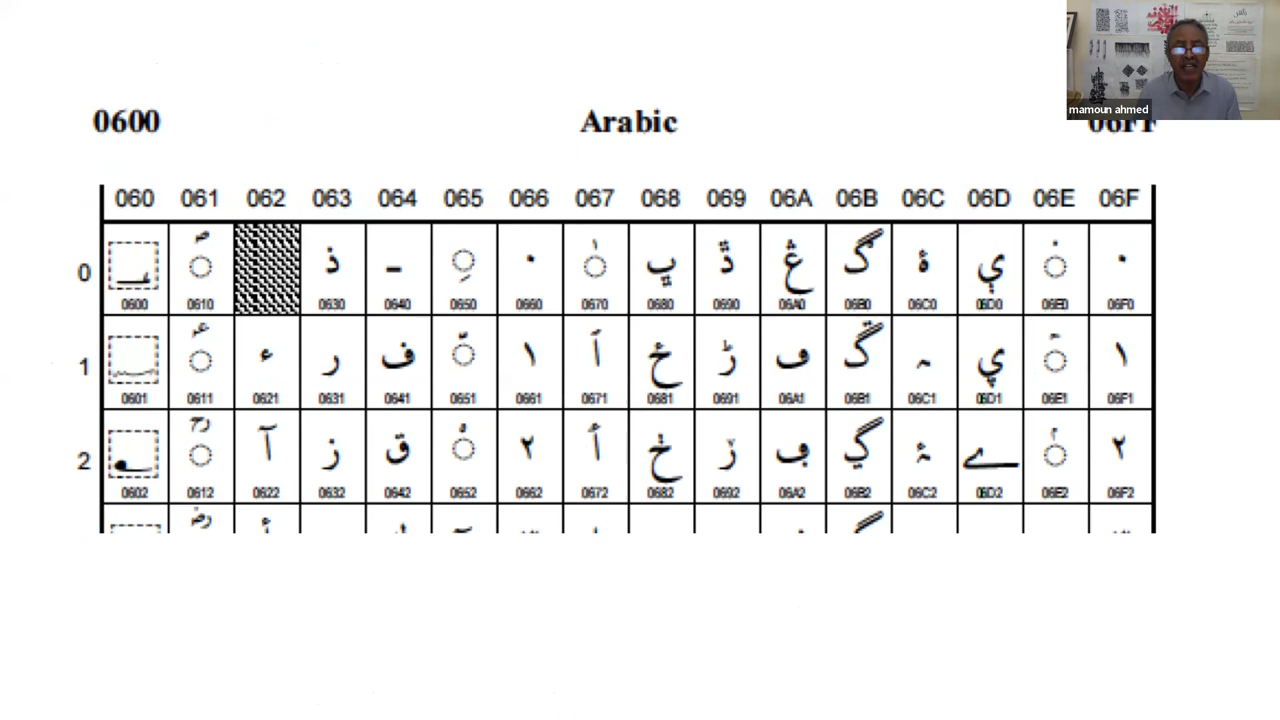 mamoun ahmed
0600 Arabic 06FF
060 061 062 063 064 065 066 067 068 069 06A 06B 06C 06D 06E 06F
0 ◌ؐ ذ ـ ◌ِ ٠ ◌ٰ ڀ ڐ ڠ ڰ ۀ ې ◌۠ ۰
0600 0610 0630 0640 0650 0660 0670 0680 0690 06A0 06B0 06C0 06D0 06E0 06F0
1 ◌ؑ ء ر ف ◌ّ ١ ٱ ځ ڑ ڡ ڱ ہ ۑ ◌ۡ ۱
0601 0611 0621 0631 0641 0651 0661 0671 0681 0691 06A1 06B1 06C1 06D1 06E1 06F1
2 ◌ؒ آ ز ق ◌ْ ٢ ٲ ڂ ڒ ڢ ڲ ۂ ے ◌ۢ ۲
0602 0612 0622 0632 0642 0652 0662 0672 0682 0692 06A2 06B2 06C2 06D2 06E2 06F2